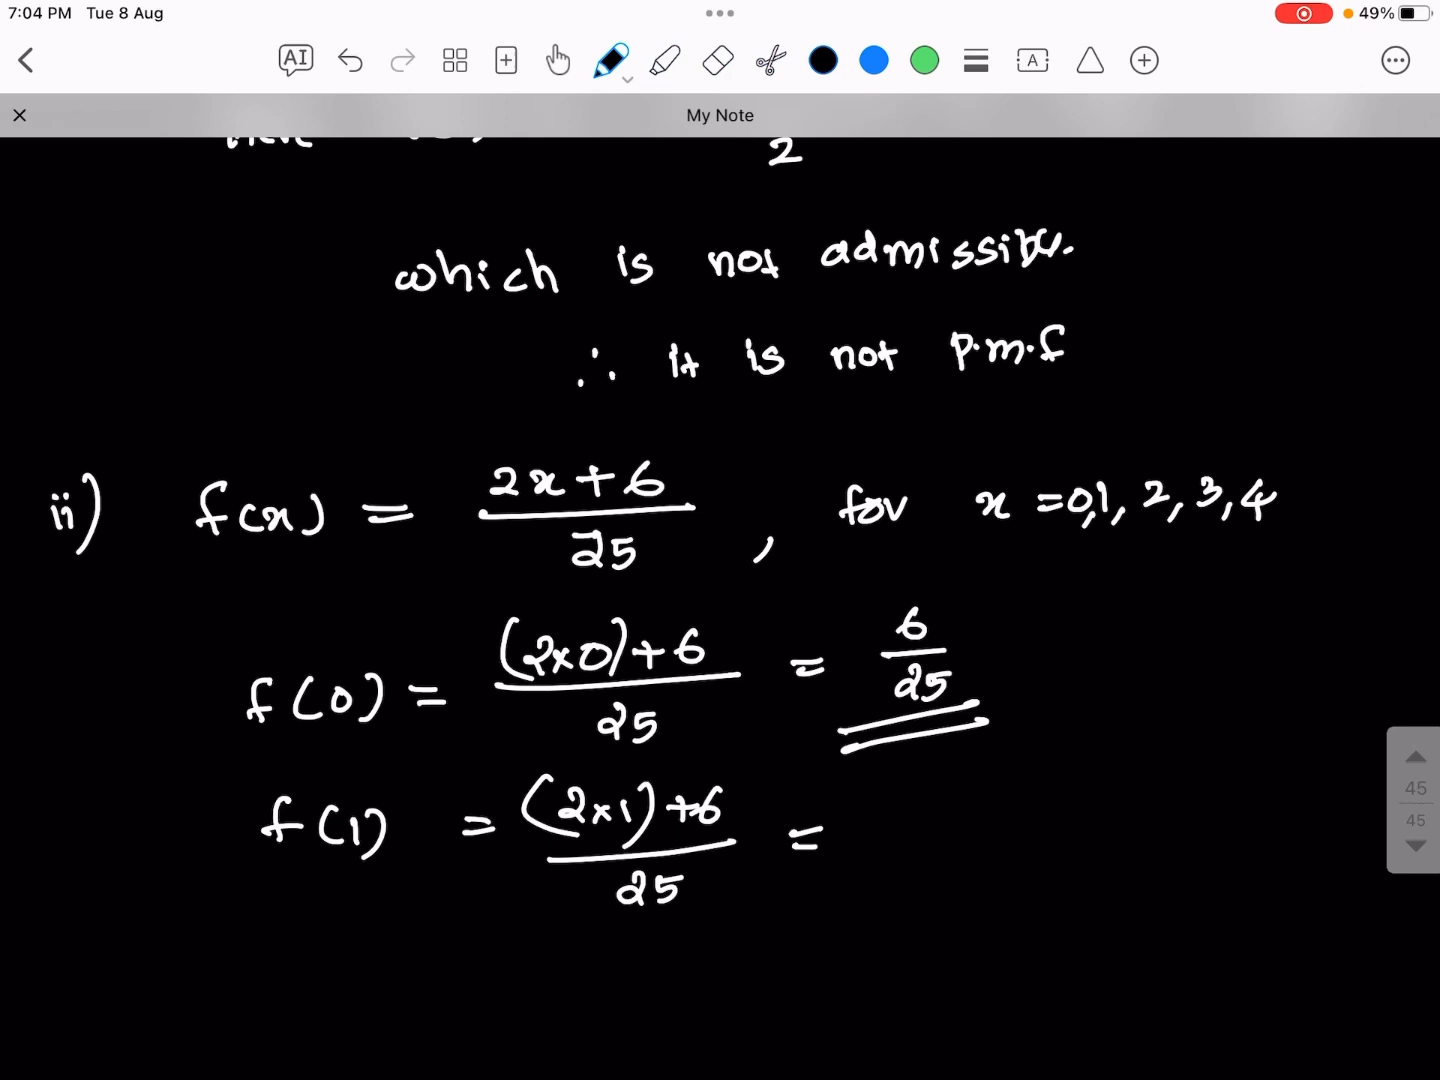 7:04 PM Tue 8 Aug
49%
AI
A
My Note
2
which is not admissible.
∴ it is not p.m.f
ii) f(x) = 2x+6 / 25 , for x = 0,1, 2, 3, 4
f(0) = (2×0)+6 / 25 = 6 / 25
f(1) = (2×1)+6 / 25 =
45
45